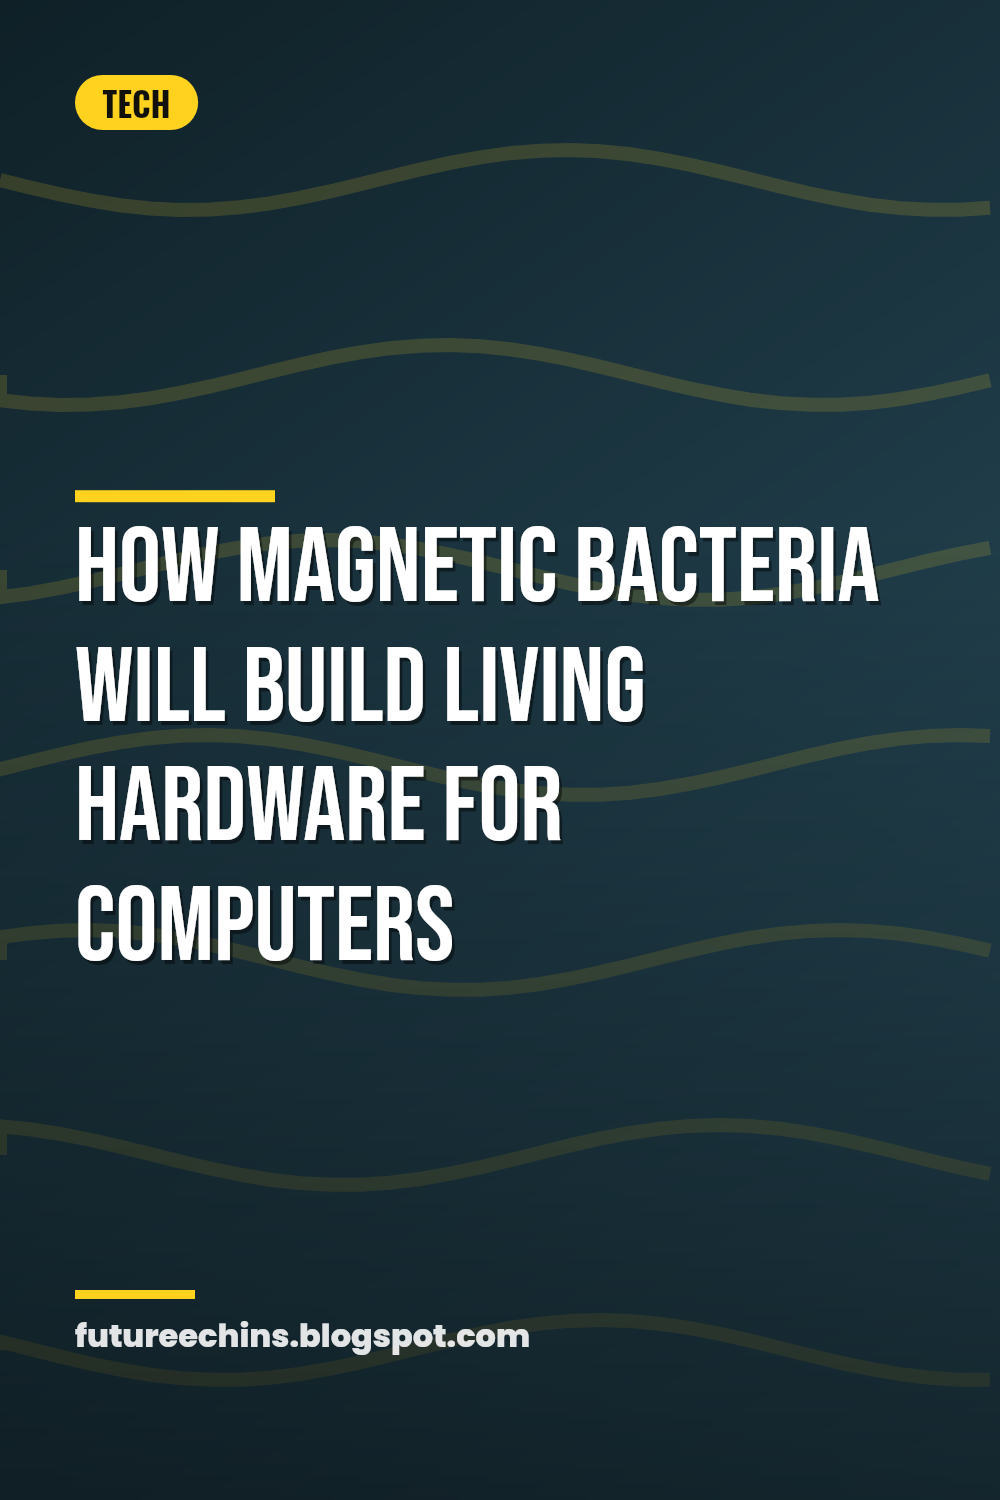 TECH
HOW MAGNETIC BACTERIA
WILL BUILD LIVING
HARDWARE FOR
COMPUTERS
futureechins.blogspot.com